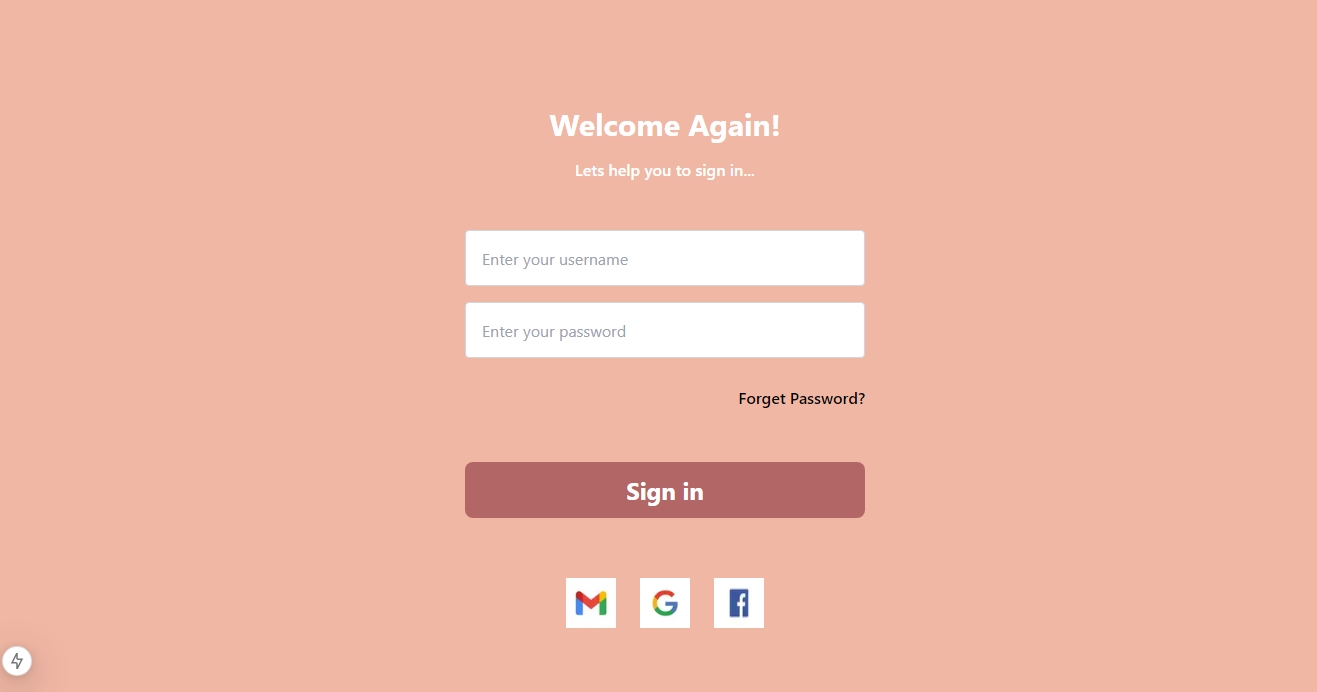 Welcome Again!
Lets help you to sign in...
Enter your username
Enter your password
Forget Password?
Sign in